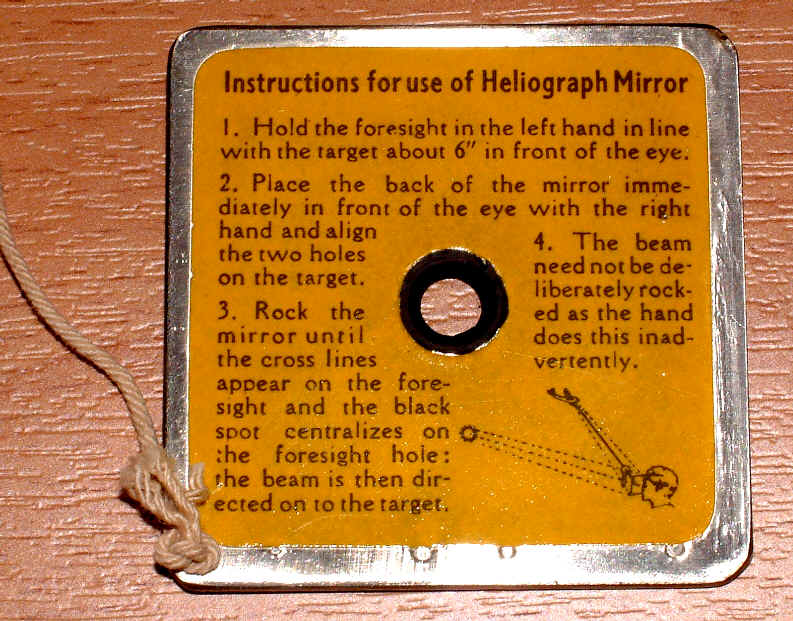 Instructions for use of Heliograph Mirror
1. Hold the foresight in the left hand in line
with the target about 6" in front of the eye.
2. Place the back of the mirror imme-
diately in front of the eye with the right
hand and align
the two holes
on the target.
3. Rock the
mirror until
the cross lines
appear on the fore-
sight and the black
spot centralizes on
the foresight hole:
the beam is then dir-
ected on to the target.
4. The beam
need not be de-
liberately rock-
ed as the hand
does this inad-
vertently.